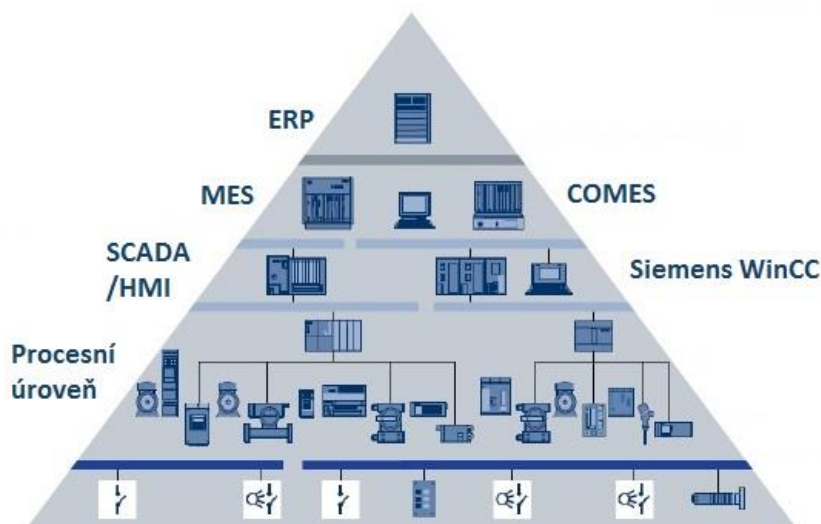 ERP
MES
COMES
SCADA
/HMI
Siemens WinCC
Procesní
úroveň